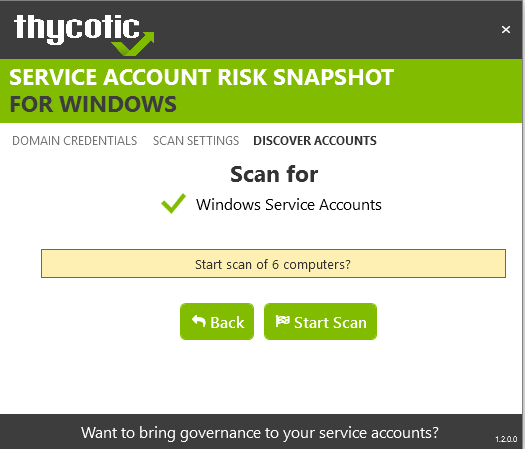 thycotic
SERVICE ACCOUNT RISK SNAPSHOT
FOR WINDOWS
DOMAIN CREDENTIALS SCAN SETTINGS DISCOVER ACCOUNTS
Scan for
Windows Service Accounts
Start scan of 6 computers?
Back Start Scan
Want to bring governance to your service accounts?
1.2.0.0